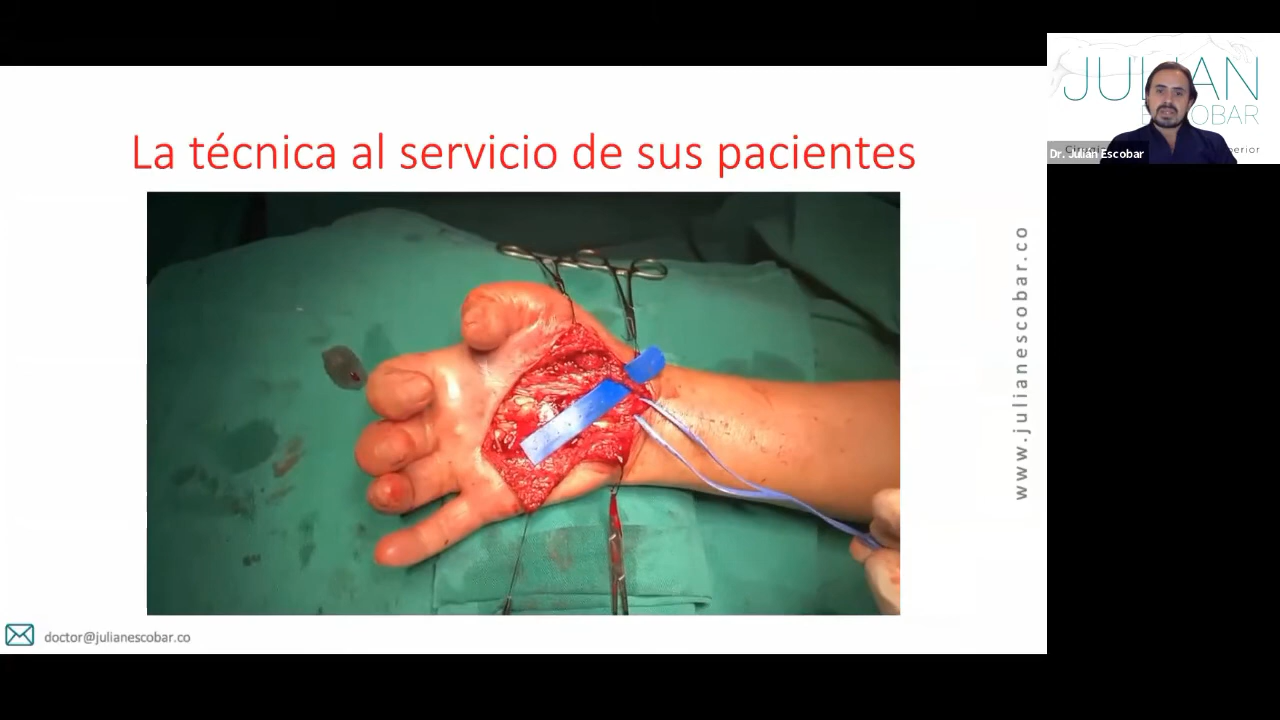 La técnica al servicio de sus pacientes
www.julianescobar.co
doctor@julianescobar.co
JULIAN
ESCOBAR
Dr. Julián Escobar